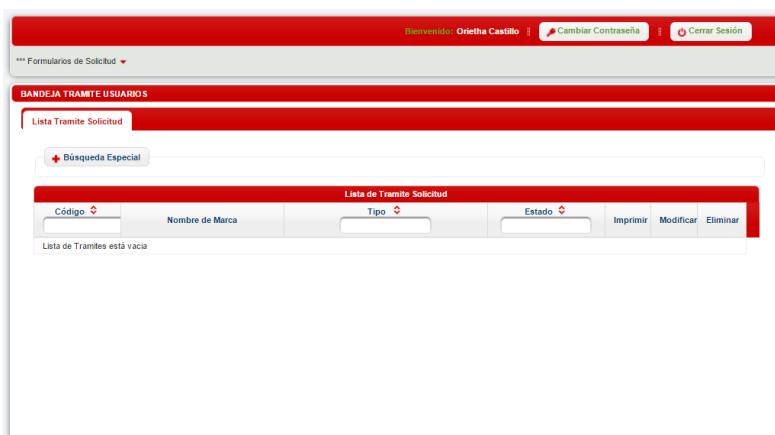 Bienvenido: Orietha Castillo Cambiar Contraseña Cerrar Sesión
*** Formularios de Solicitud
BANDEJA TRAMITE USUARIOS
Lista Tramite Solicitud
Búsqueda Especial
Lista de Tramite Solicitud
Código Nombre de Marca Tipo Estado Imprimir Modificar Eliminar
Lista de Tramites está vacia